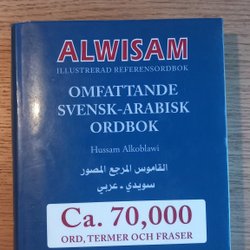 ALWISAM
ILLUSTRERAD REFERENSORDBOK
OMFATTANDE
SVENSK-ARABISK
ORDBOK
Hussam Alkoblawi
القاموس المرجع المصور
سويدي - عربي
Ca. 70,000
ORD, TERMER OCH FRASER